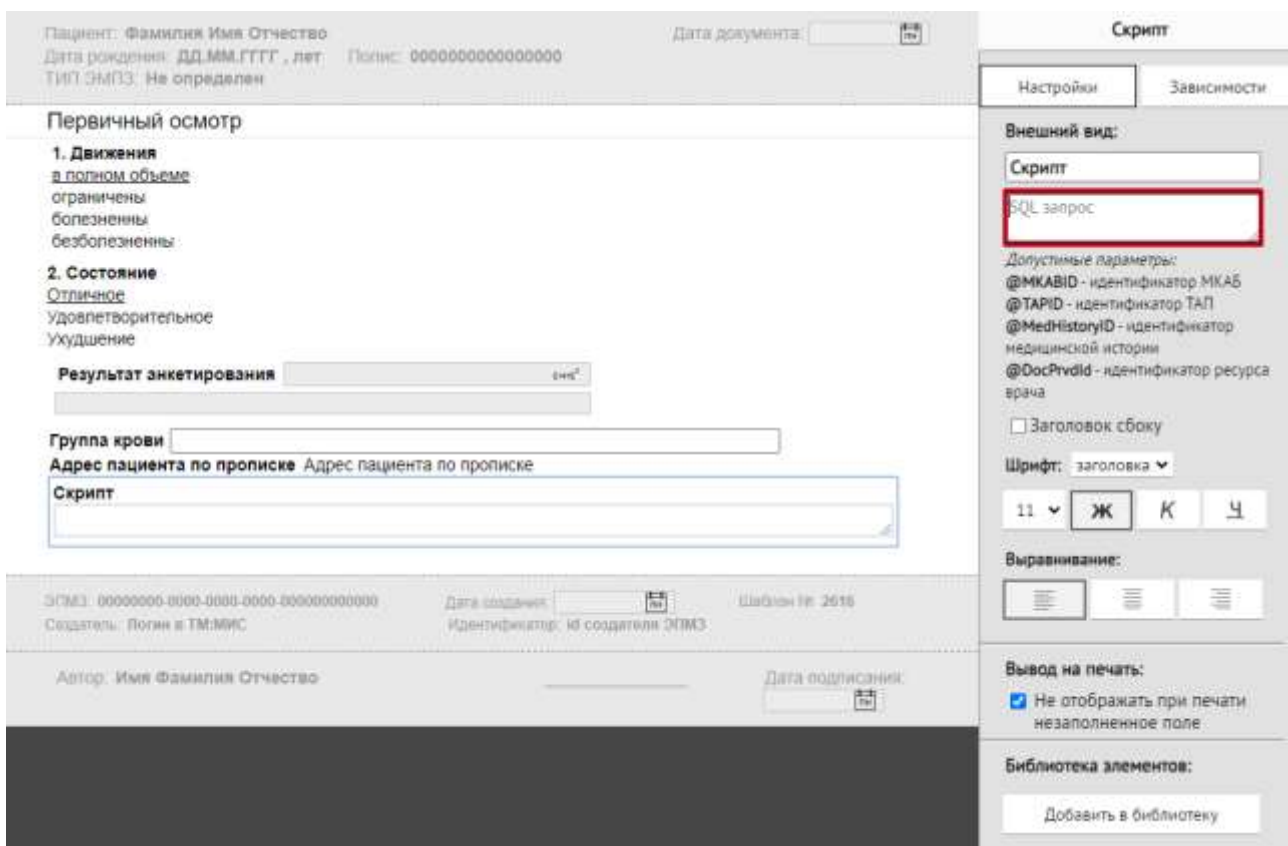 Пациент: Фамилия Имя Отчество
Дата документа:
Дата рождения: ДД.ММ.ГГГГ , лет Полис: 0000000000000000
ТИП ЭМПЗ: Не определен
Первичный осмотр
1. Движения
в полном объеме
ограничены
болезненны
безболезненны
2. Состояние
Отличное
Удовлетворительное
Ухудшение
Результат анкетирования
Группа крови
Адрес пациента по прописке Адрес пациента по прописке
Скрипт
ЭПМЗ: 00000000-0000-0000-0000-000000000000 Дата создания: Шаблон №: 2616
Создатель: Логин в ТМ:МИС Идентификатор: id создателя ЭПМЗ
Автор: Имя Фамилия Отчество Дата подписания:
Скрипт
Настройки Зависимости
Внешний вид:
Скрипт
SQL запрос
Допустимые параметры:
@MKABID - идентификатор МКАБ
@TAPID - идентификатор ТАП
@MedHistoryID - идентификатор
медицинской истории
@DocPrvdId - идентификатор ресурса
врача
Заголовок сбоку
Шрифт: заголовка
11 Ж К Ч
Выравнивание:
Вывод на печать:
Не отображать при печати
незаполненное поле
Библиотека элементов:
Добавить в библиотеку